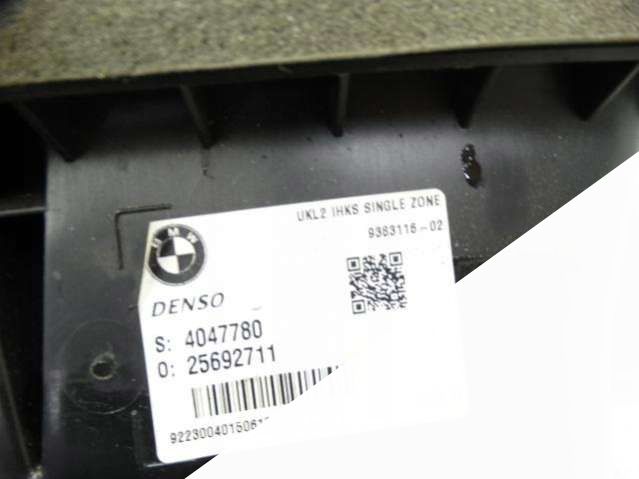 UKL2 IHKS SINGLE ZONE
9363116-02
BMW
DENSO
S: 4047780
O: 25692711